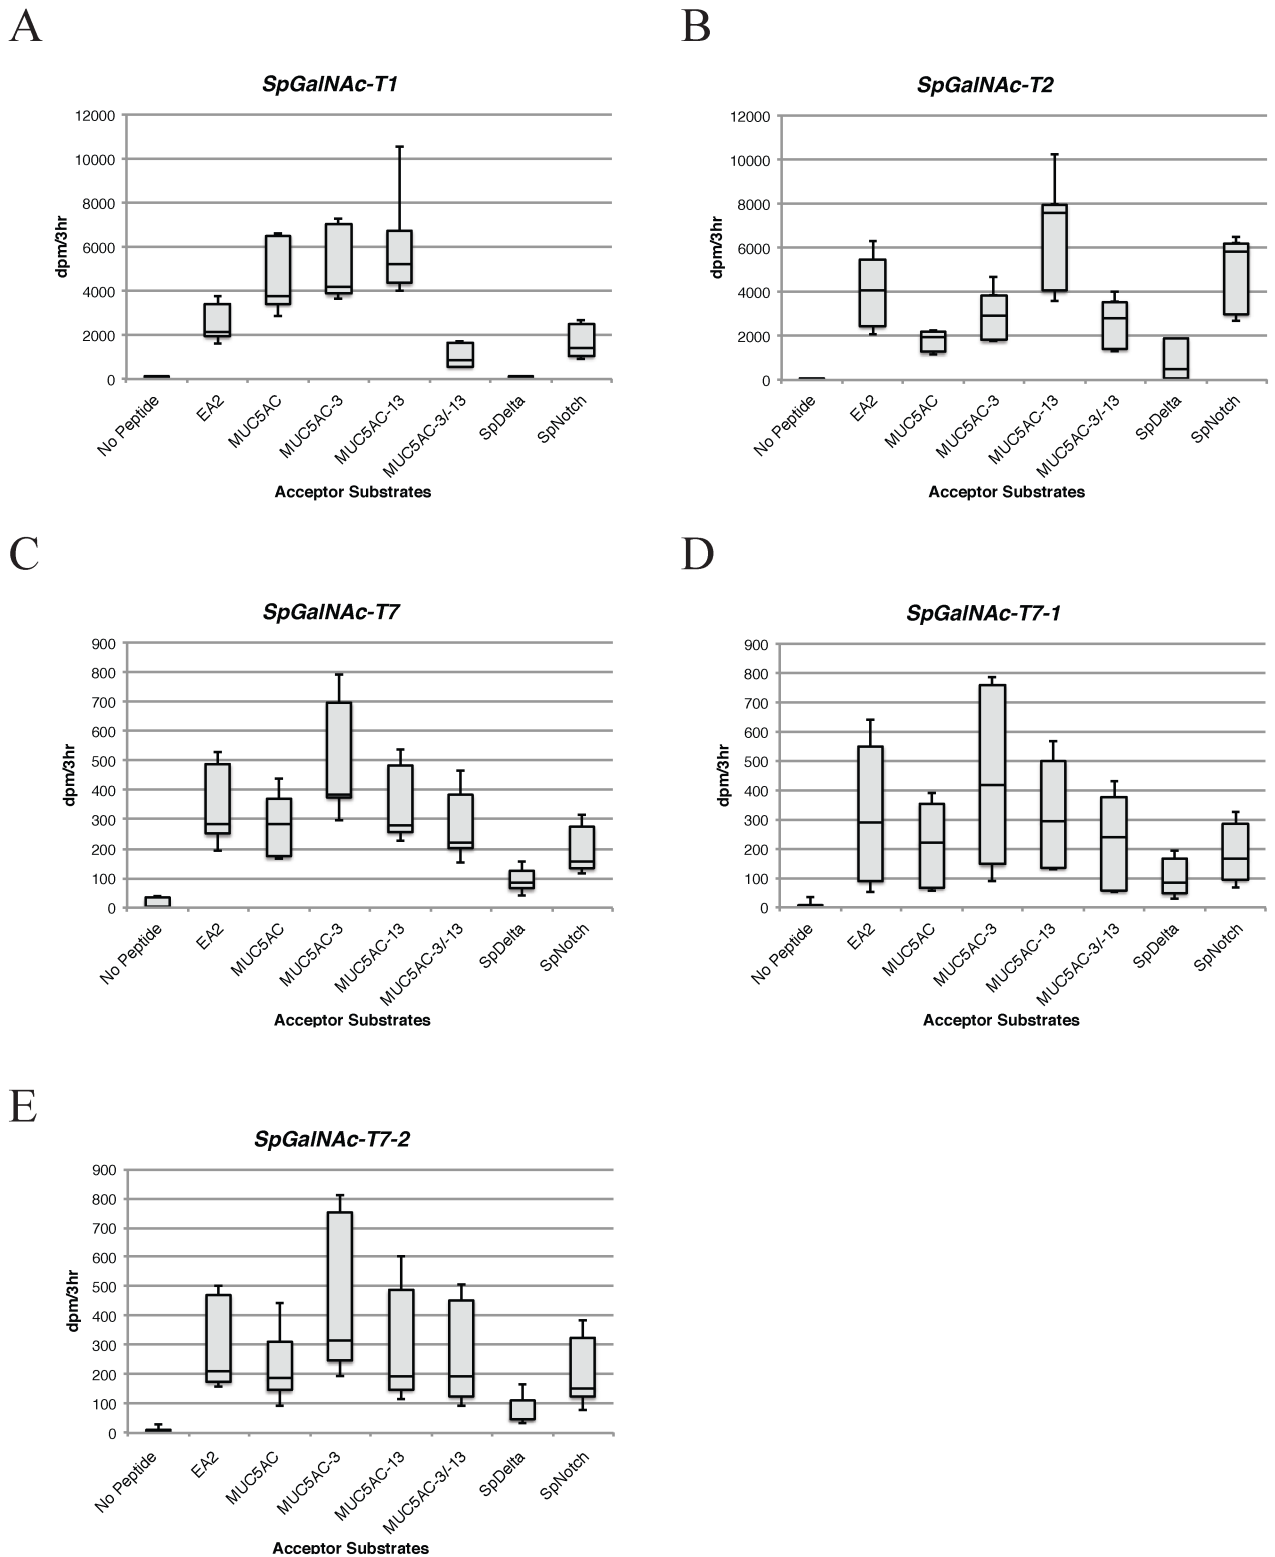 A
SpGalNAc-T1
12000
10000
8000
6000
4000
2000
0
dpm/3hr
No Peptide
EA2
MUC5AC
MUC5AC-3
MUC5AC-13
MUC5AC-3/-13
SpDelta
SpNotch
Acceptor Substrates
B
SpGalNAc-T2
12000
10000
8000
6000
4000
2000
0
dpm/3hr
No Peptide
EA2
MUC5AC
MUC5AC-3
MUC5AC-13
MUC5AC-3/-13
SpDelta
SpNotch
Acceptor Substrates
C
SpGalNAc-T7
900
800
700
600
500
400
300
200
100
0
dpm/3hr
No Peptide
EA2
MUC5AC
MUC5AC-3
MUC5AC-13
MUC5AC-3/-13
SpDelta
SpNotch
Acceptor Substrates
D
SpGalNAc-T7-1
900
800
700
600
500
400
300
200
100
0
dpm/3hr
No Peptide
EA2
MUC5AC
MUC5AC-3
MUC5AC-13
MUC5AC-3/-13
SpDelta
SpNotch
Acceptor Substrates
E
SpGalNAc-T7-2
900
800
700
600
500
400
300
200
100
0
dpm/3hr
No Peptide
EA2
MUC5AC
MUC5AC-3
MUC5AC-13
MUC5AC-3/-13
SpDelta
SpNotch
Acceptor Substrates